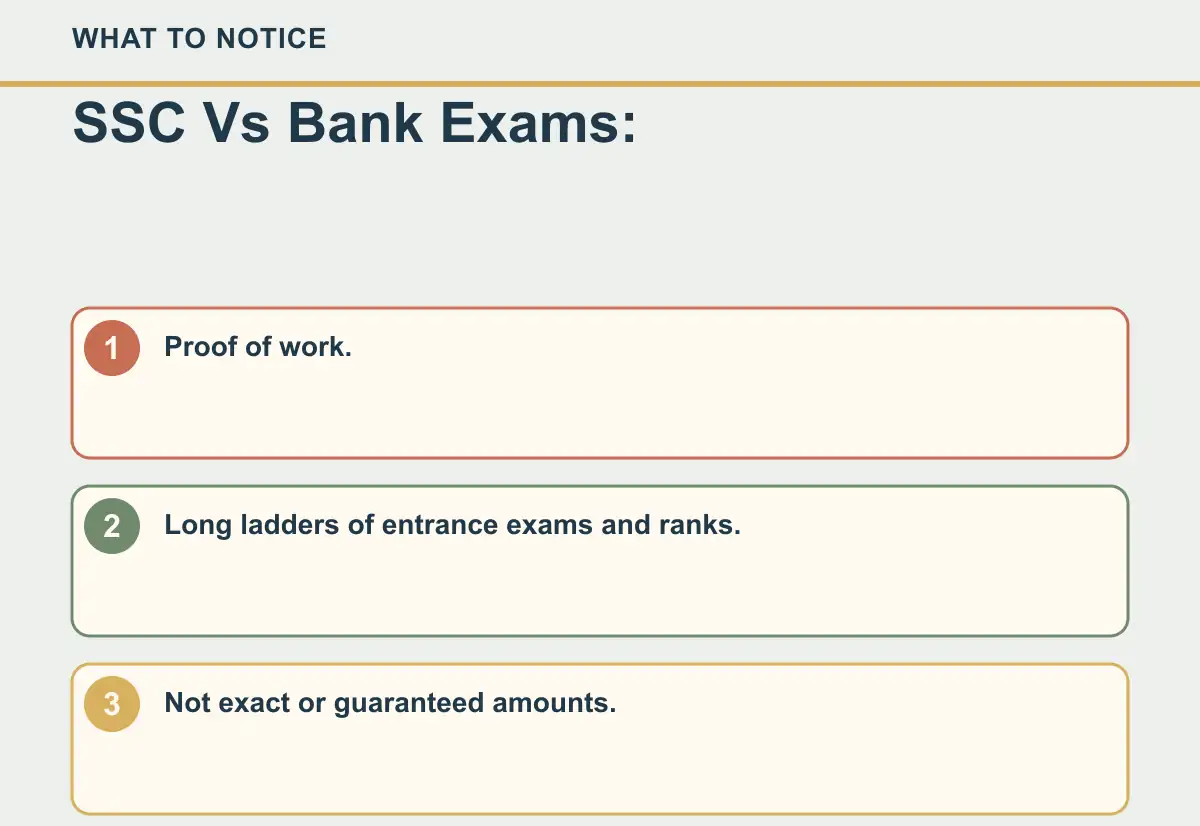 WHAT TO NOTICE
SSC Vs Bank Exams:
1 Proof of work.
2 Long ladders of entrance exams and ranks.
3 Not exact or guaranteed amounts.